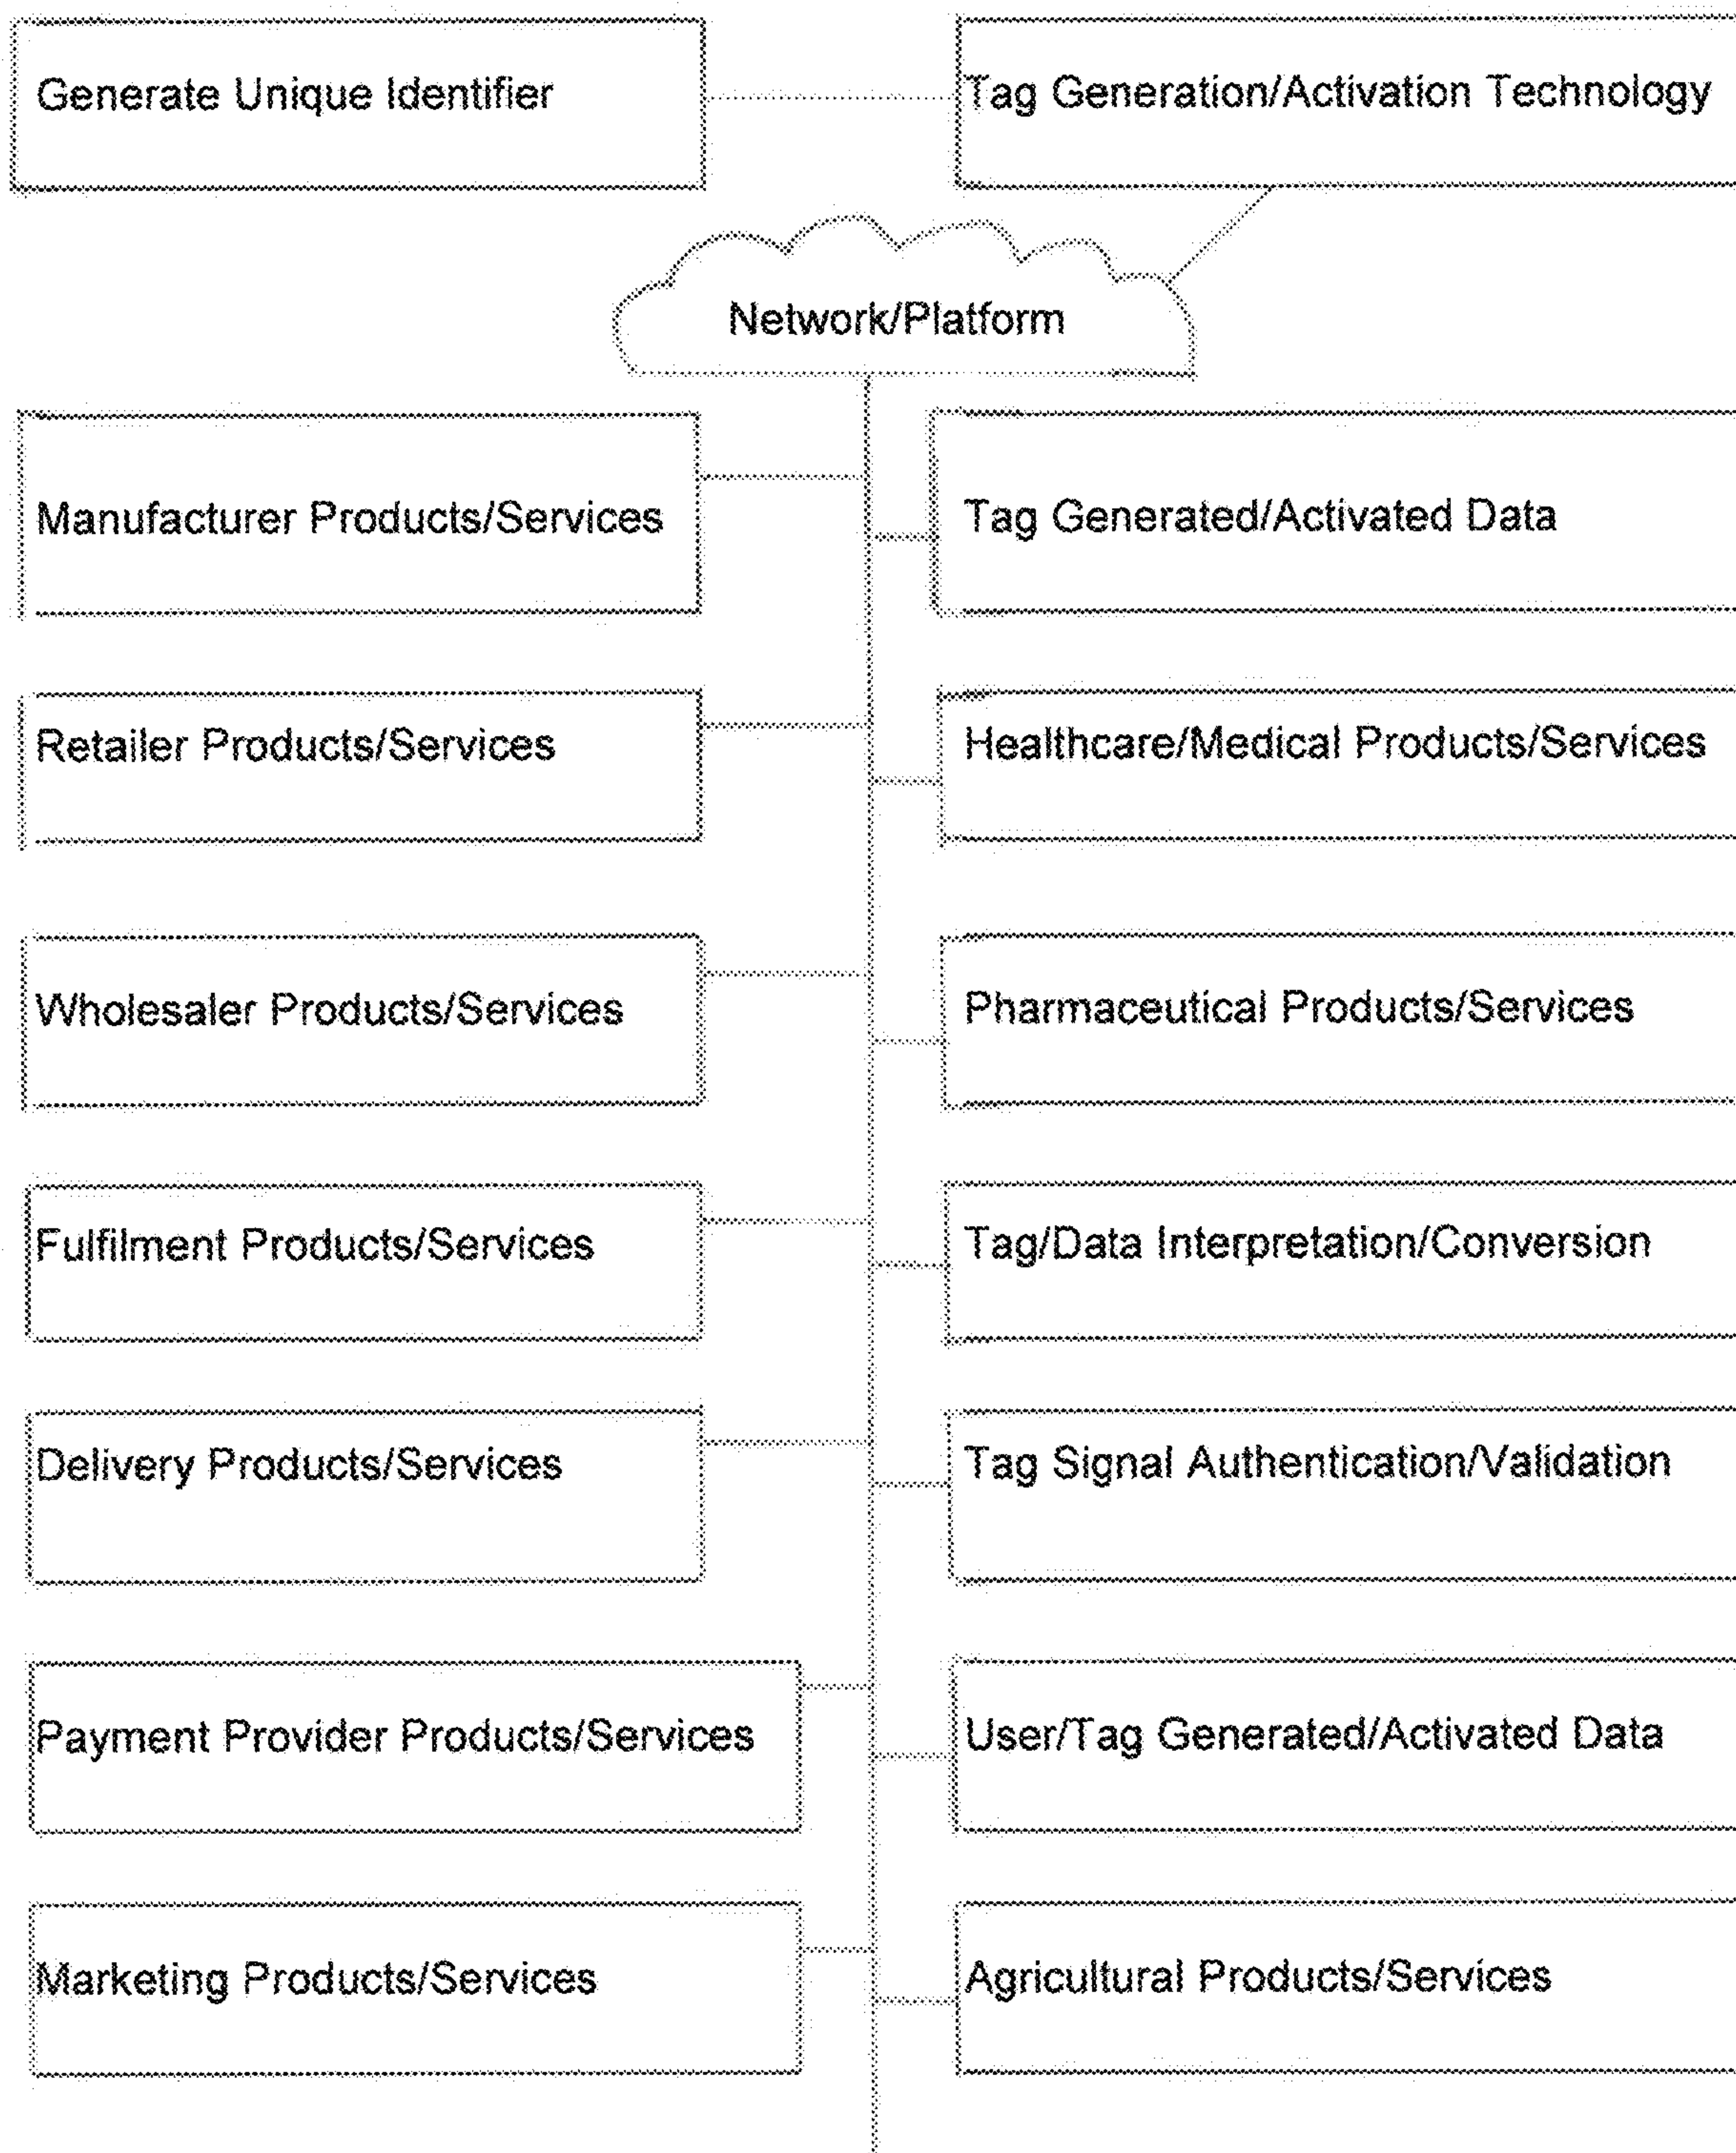 Generate Unique Identifier
Tag Generation/Activation Technology
Network/Platform
Manufacturer Products/Services
Tag Generated/Activated Data
Retailer Products/Services
Healthcare/Medical Products/Services
Wholesaler Products/Services
Pharmaceutical Products/Services
Fulfilment Products/Services
Tag/Data Interpretation/Conversion
Delivery Products/Services
Tag Signal Authentication/Validation
Payment Provider Products/Services
User/Tag Generated/Activated Data
Marketing Products/Services
Agricultural Products/Services